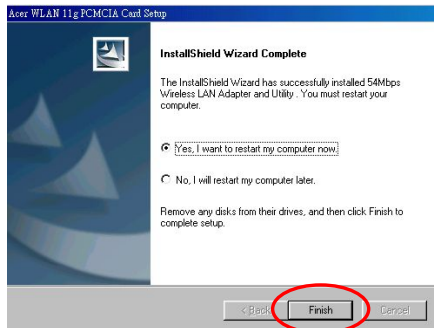 Acer WLAN 11g PCMCIA Card Setup
InstallShield Wizard Complete
The InstallShield Wizard has successfully installed 54Mbps
Wireless LAN Adapter and Utility . You must restart your
computer.
Yes, I want to restart my computer now.
No, I will restart my computer later.
Remove any disks from their drives, and then click Finish to
complete setup.
< Back Finish Cancel